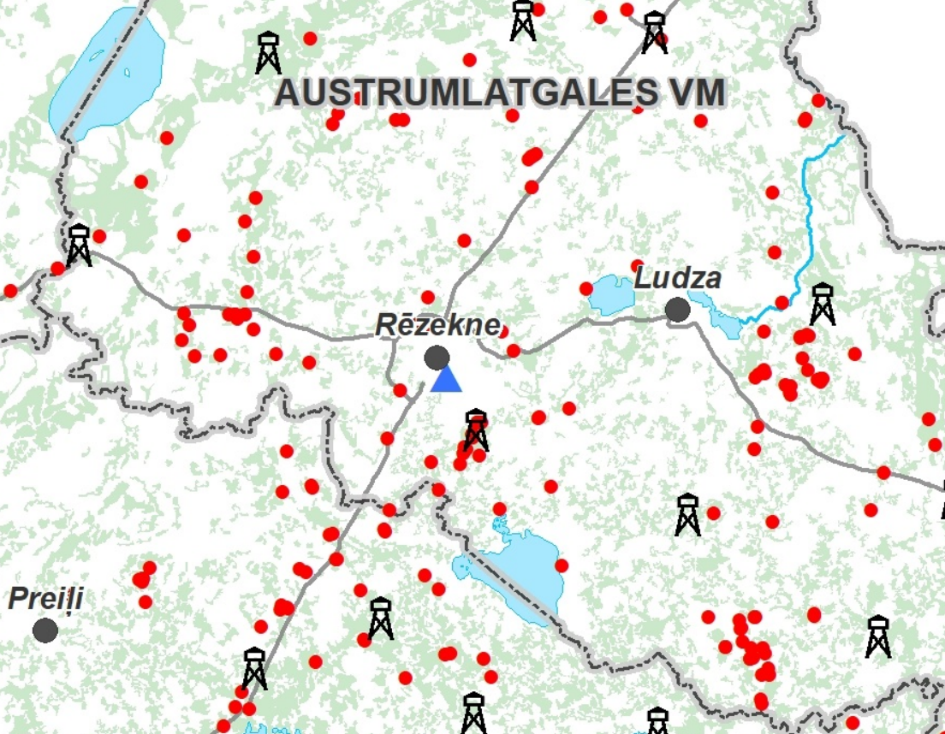 AUSTRUMLATGALES VM
Ludza
Rēzekne
Preiļi